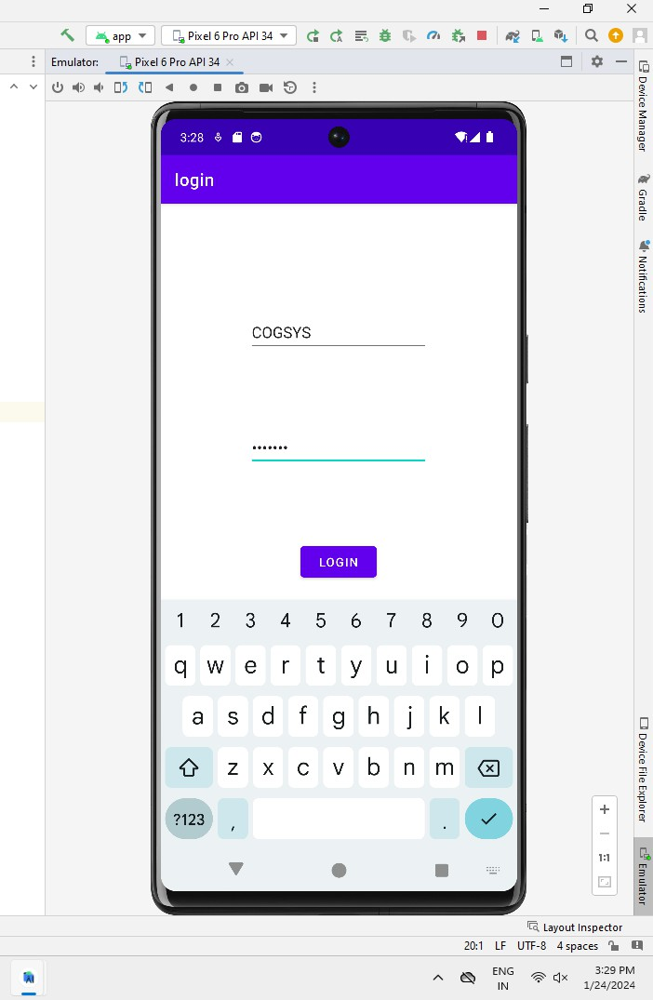 app
Pixel 6 Pro API 34
Emulator:
Pixel 6 Pro API 34
3:28
login
COGSYS
•••••••
LOGIN
1 2 3 4 5 6 7 8 9 0
q w e r t y u i o p
a s d f g h j k l
z x c v b n m
?123 , .
Device Manager
Gradle
Notifications
Device File Explorer
Emulator
1:1
Layout Inspector
20:1 LF UTF-8 4 spaces
ENG
IN
3:29 PM
1/24/2024